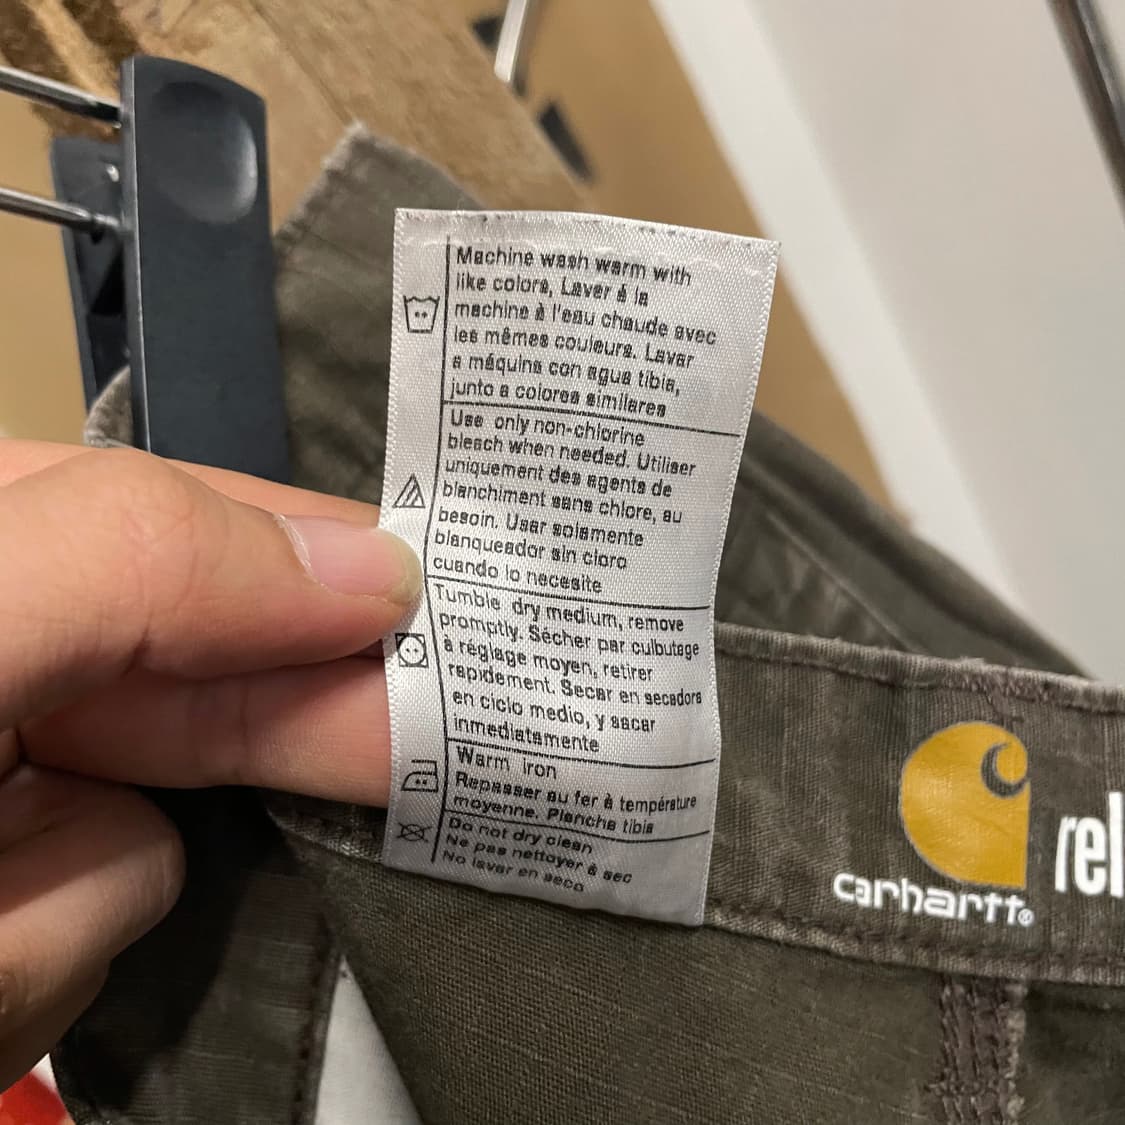 Machine wash warm with
like colors, Laver à la
machine à l'eau chaude avec
les mêmes couleurs. Lavar
a máquina con agua tibia,
junto a colores similares
Use only non-chlorine
bleach when needed. Utiliser
uniquement des agents de
blanchiment sans chlore, au
besoin. Usar solamente
blanqueador sin cloro
cuando lo necesite
Tumble dry medium, remove
promptly. Sécher par culbutage
à réglage moyen, retirer
rapidement. Secar en secadora
en ciclo medio, y sacar
inmediatamente
Warm Iron
Repasser au fer à température
moyenne. Plancha tibia
Do not dry clean
Ne pas nettoyer à sec
No lavar en seco
carhartt®
rel